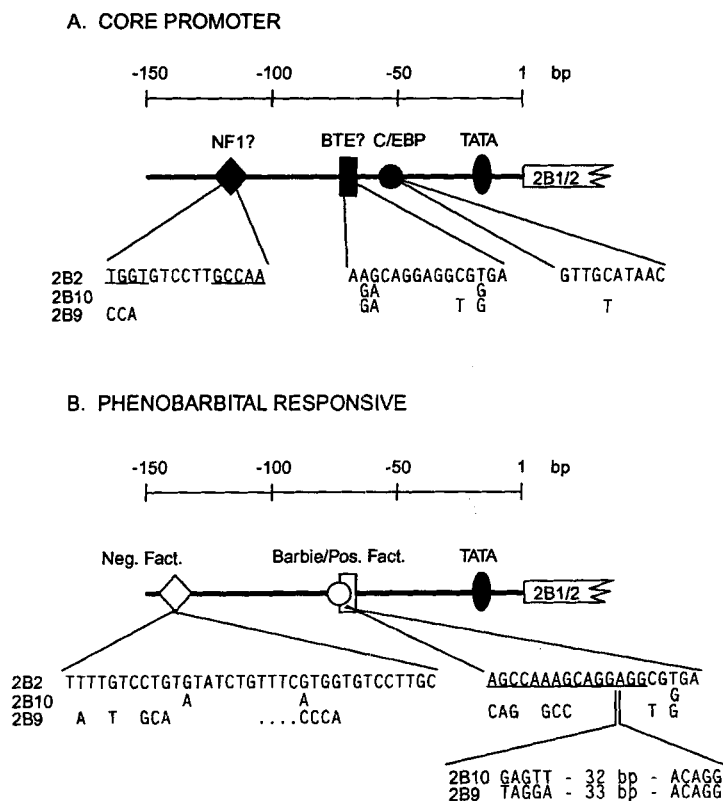 A. CORE PROMOTER
-150 -100 -50 1 bp
NF1? BTE? C/EBP TATA
2B1/2
2B2 TGGTGTCCTTGCCAA AAGCAGGAGGCGTGA GTTGCATAAC
2B10 GA G
2B9 CCA GA T G T
B. PHENOBARBITAL RESPONSIVE
-150 -100 -50 1 bp
Neg. Fact. Barbie/Pos. Fact. TATA
2B1/2
2B2 TTTTGTCCTGTGTATCTGTTTCGTGGTGTCCTTGC AGCCAAAGCAGGAGGCGTGA
2B10 A A G
2B9 A T GCA ....CCCA CAG GCC T G
2B10 GAGTT - 32 bp - ACAGG
2B9 TAGGA - 33 bp - ACAGG